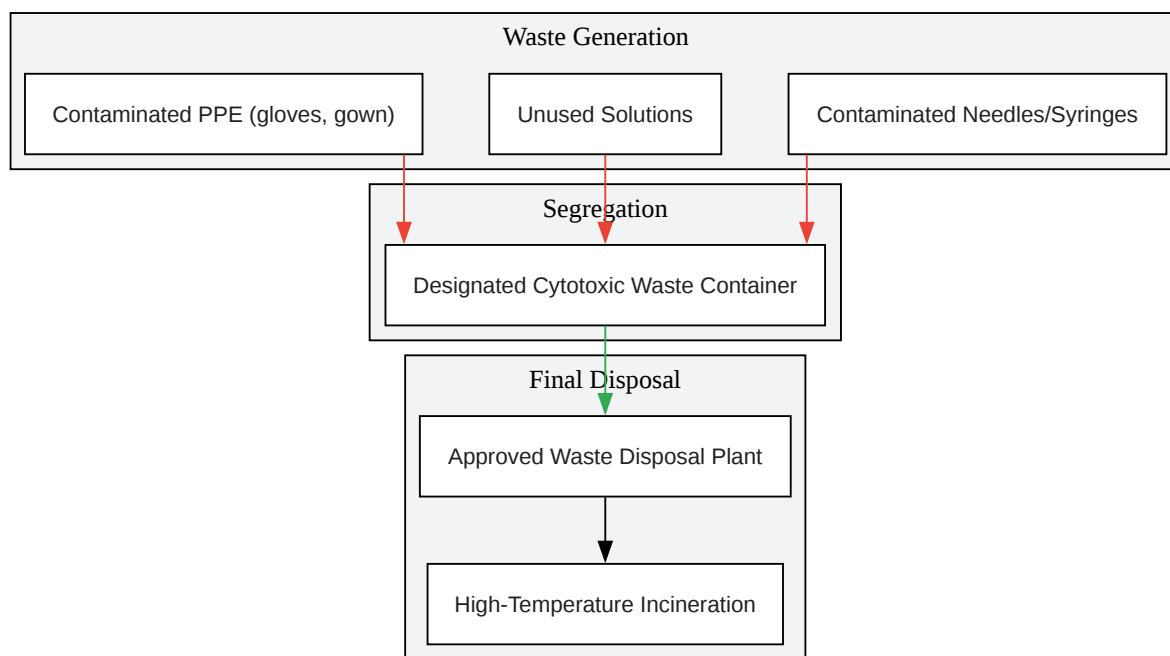 Waste Generation
Contaminated PPE (gloves, gown)
Unused Solutions
Contaminated Needles/Syringes
Segregation
Designated Cytotoxic Waste Container
Final Disposal
Approved Waste Disposal Plant
High-Temperature Incineration